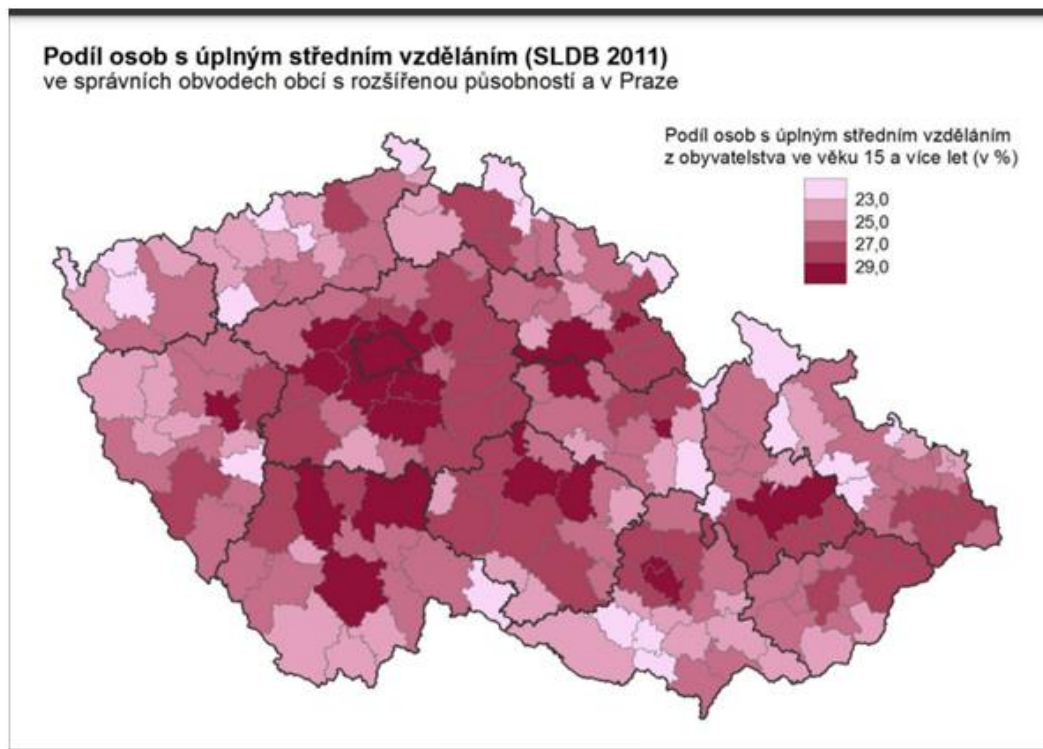 Podíl osob s úplným středním vzděláním (SLDB 2011)
ve správních obvodech obcí s rozšířenou působností a v Praze
Podíl osob s úplným středním vzděláním
z obyvatelstva ve věku 15 a více let (v %)
23,0
25,0
27,0
29,0